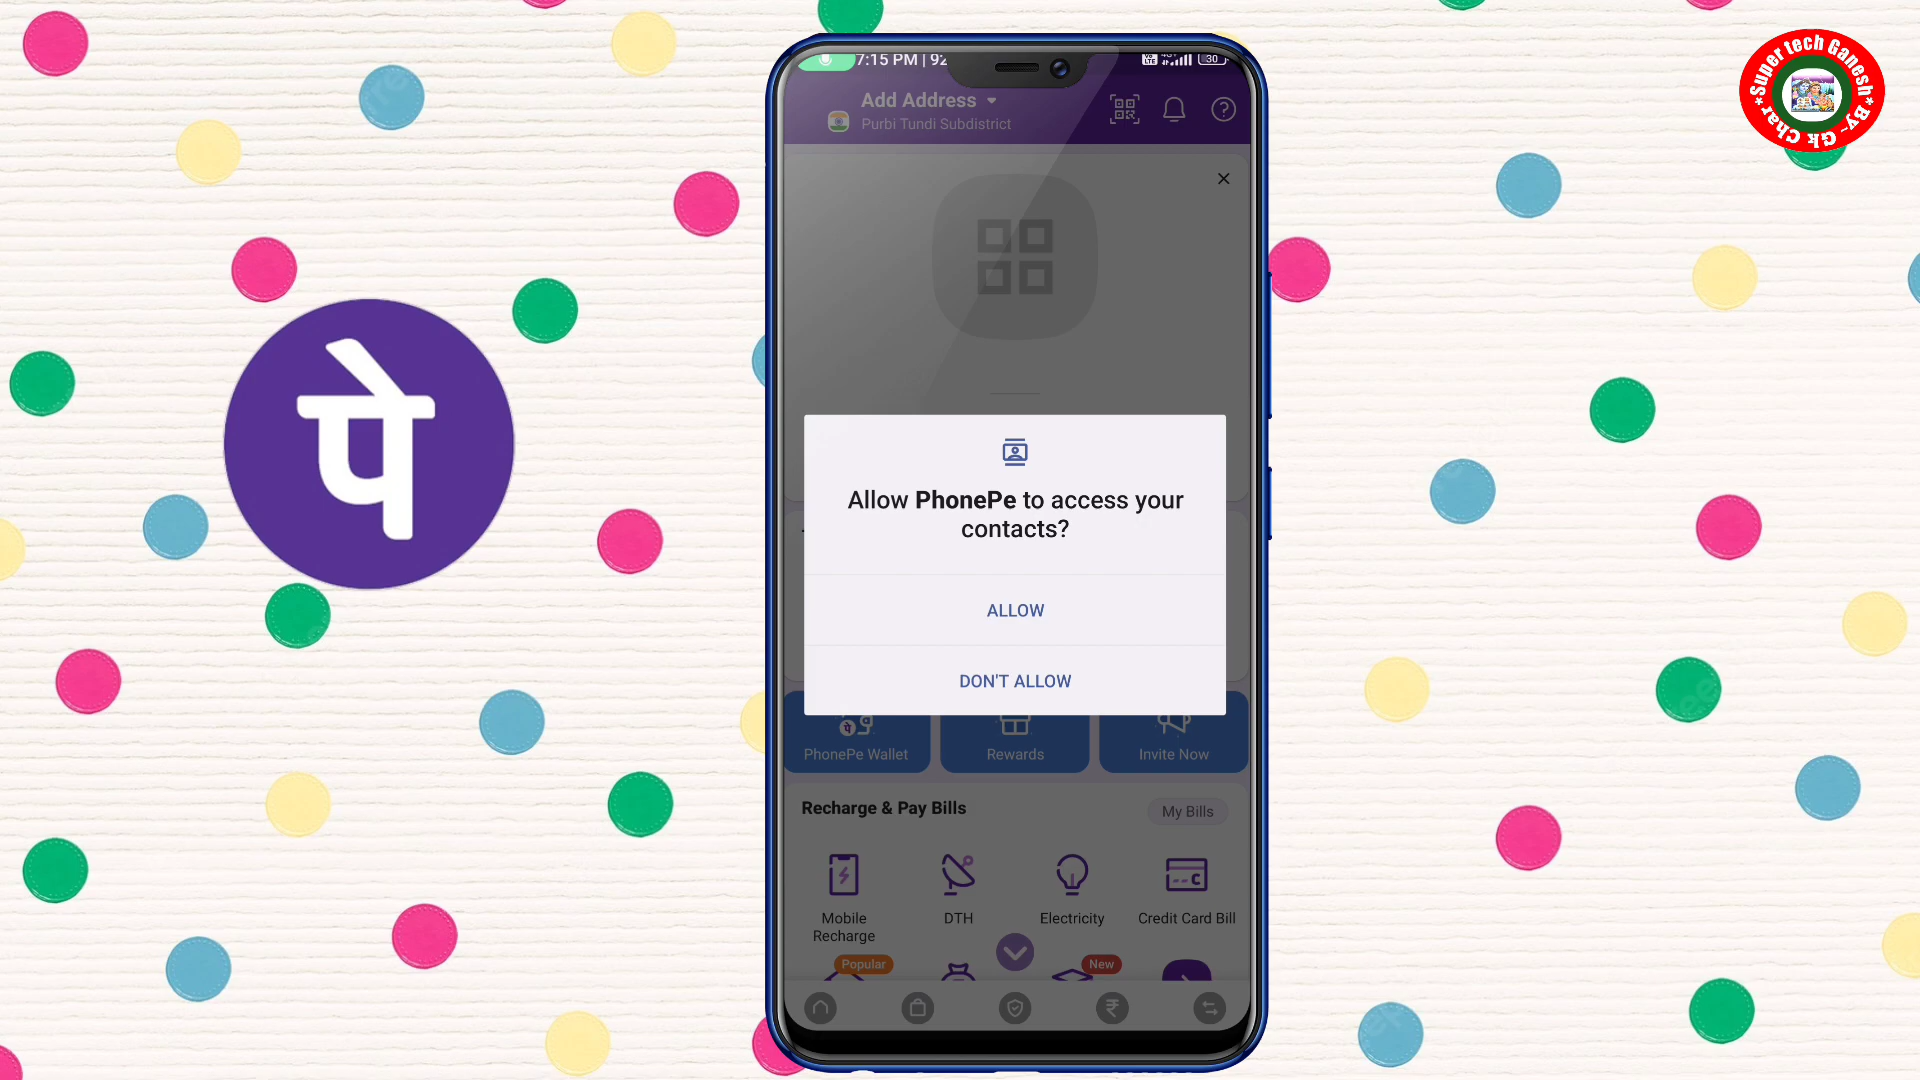 Super tech Ganesh
*By-Gk Char*
पे
7:15 PM | 92
30
Add Address
Purbi Tundi Subdistrict
Allow PhonePe to access your
contacts?
ALLOW
DON'T ALLOW
PhonePe Wallet
Rewards
Invite Now
Recharge & Pay Bills
My Bills
Mobile
Recharge
DTH
Electricity
Credit Card Bill
Popular
New